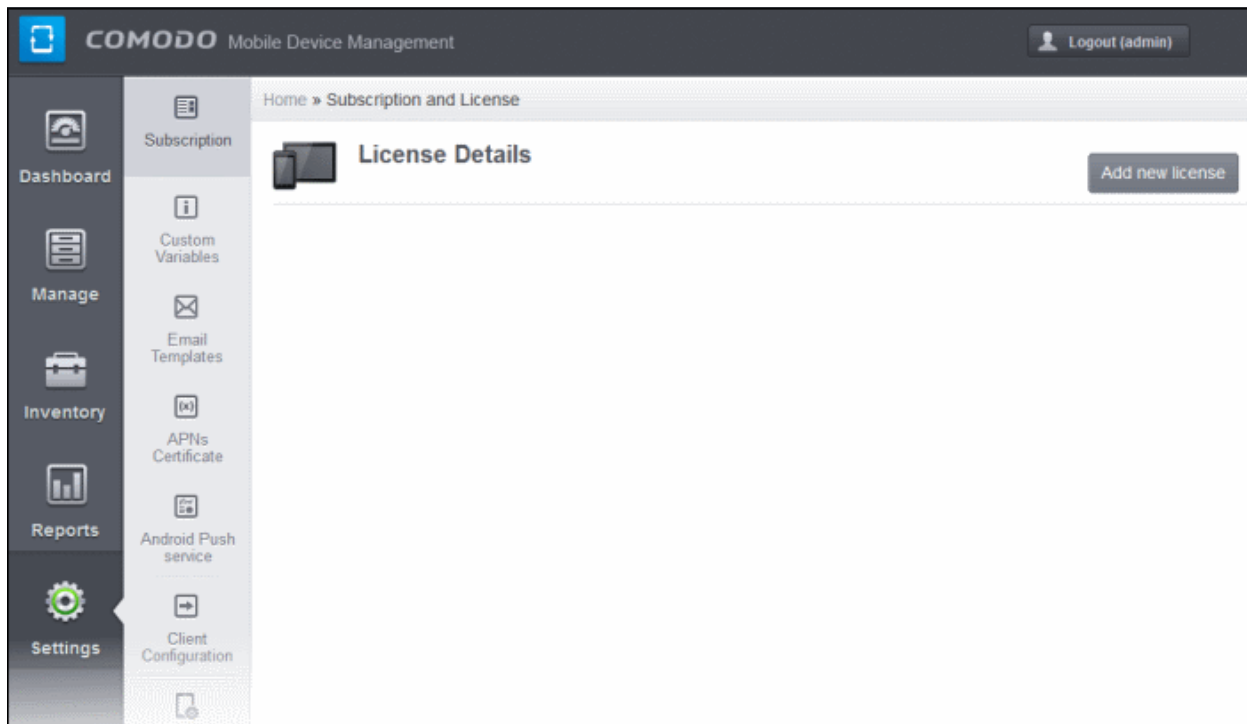 COMODO Mobile Device Management
Logout (admin)
Dashboard
Manage
Inventory
Reports
Settings
Subscription
Custom
Variables
Email
Templates
APNs
Certificate
Android Push
service
Client
Configuration
Home » Subscription and License
License Details
Add new license